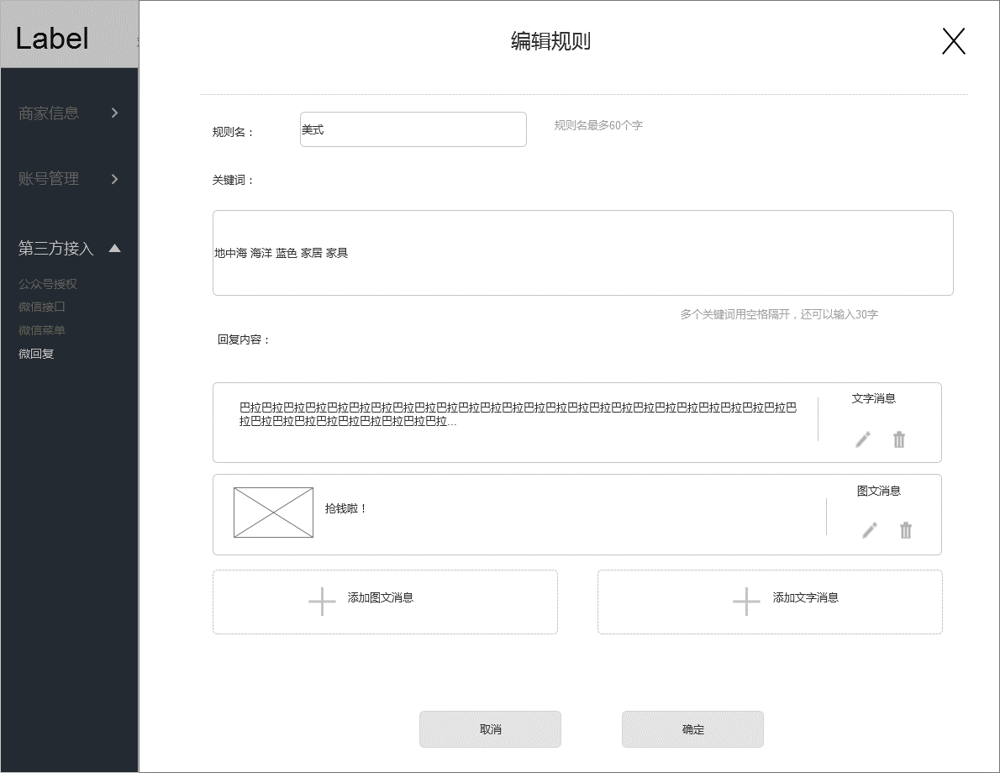 Label
编辑规则
商家信息
账号管理
第三方接入
公众号授权
微信接口
微信菜单
微回复
规则名：
美式
规则名最多60个字
关键词：
地中海 海洋 蓝色 家居 家具
多个关键词用空格隔开，还可以输入30字
回复内容：
巴拉巴拉巴拉巴拉巴拉巴拉巴拉巴拉巴拉巴拉巴拉巴拉巴拉巴拉巴拉巴拉巴拉巴拉巴拉巴拉巴拉巴拉巴拉巴拉巴拉巴
拉巴拉巴拉巴拉巴拉巴拉巴拉巴拉巴拉巴拉...
文字消息
抢钱啦！
图文消息
添加图文消息
添加文字消息
取消
确定